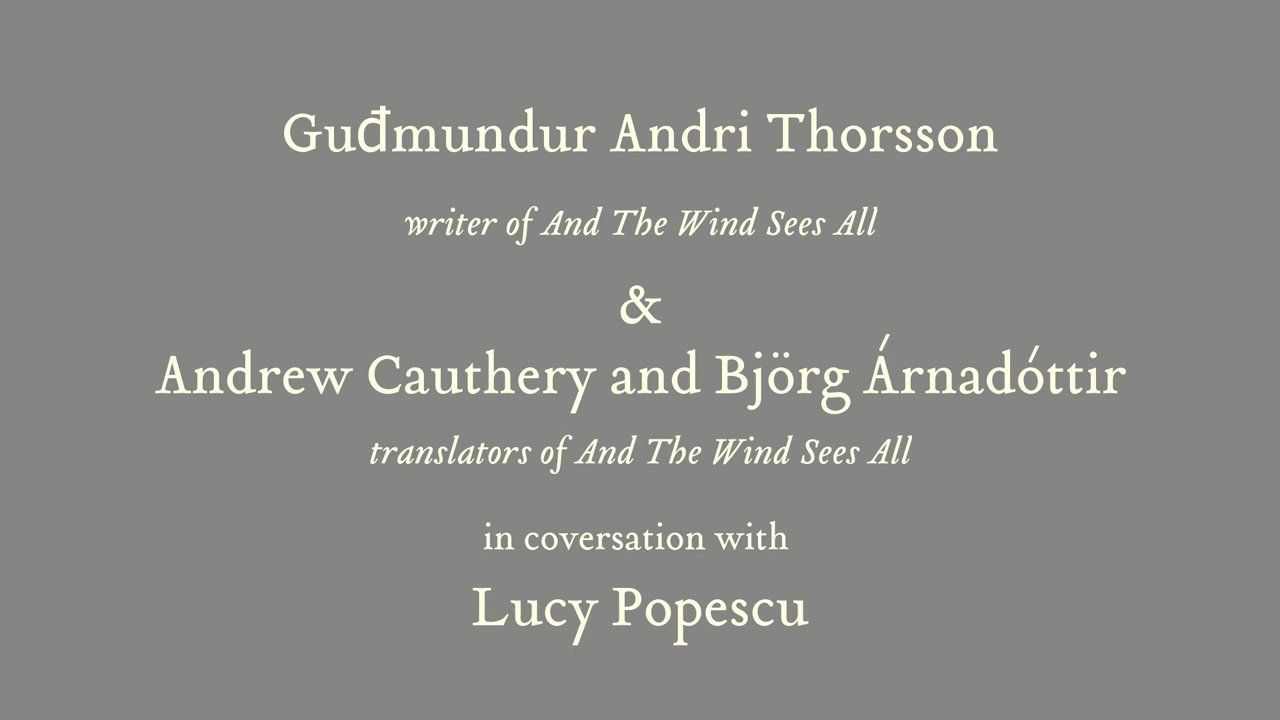 Guđmundur Andri Thorsson
writer of And The Wind Sees All
&
Andrew Cauthery and Björg Árnadóttir
translators of And The Wind Sees All
in coversation with
Lucy Popescu